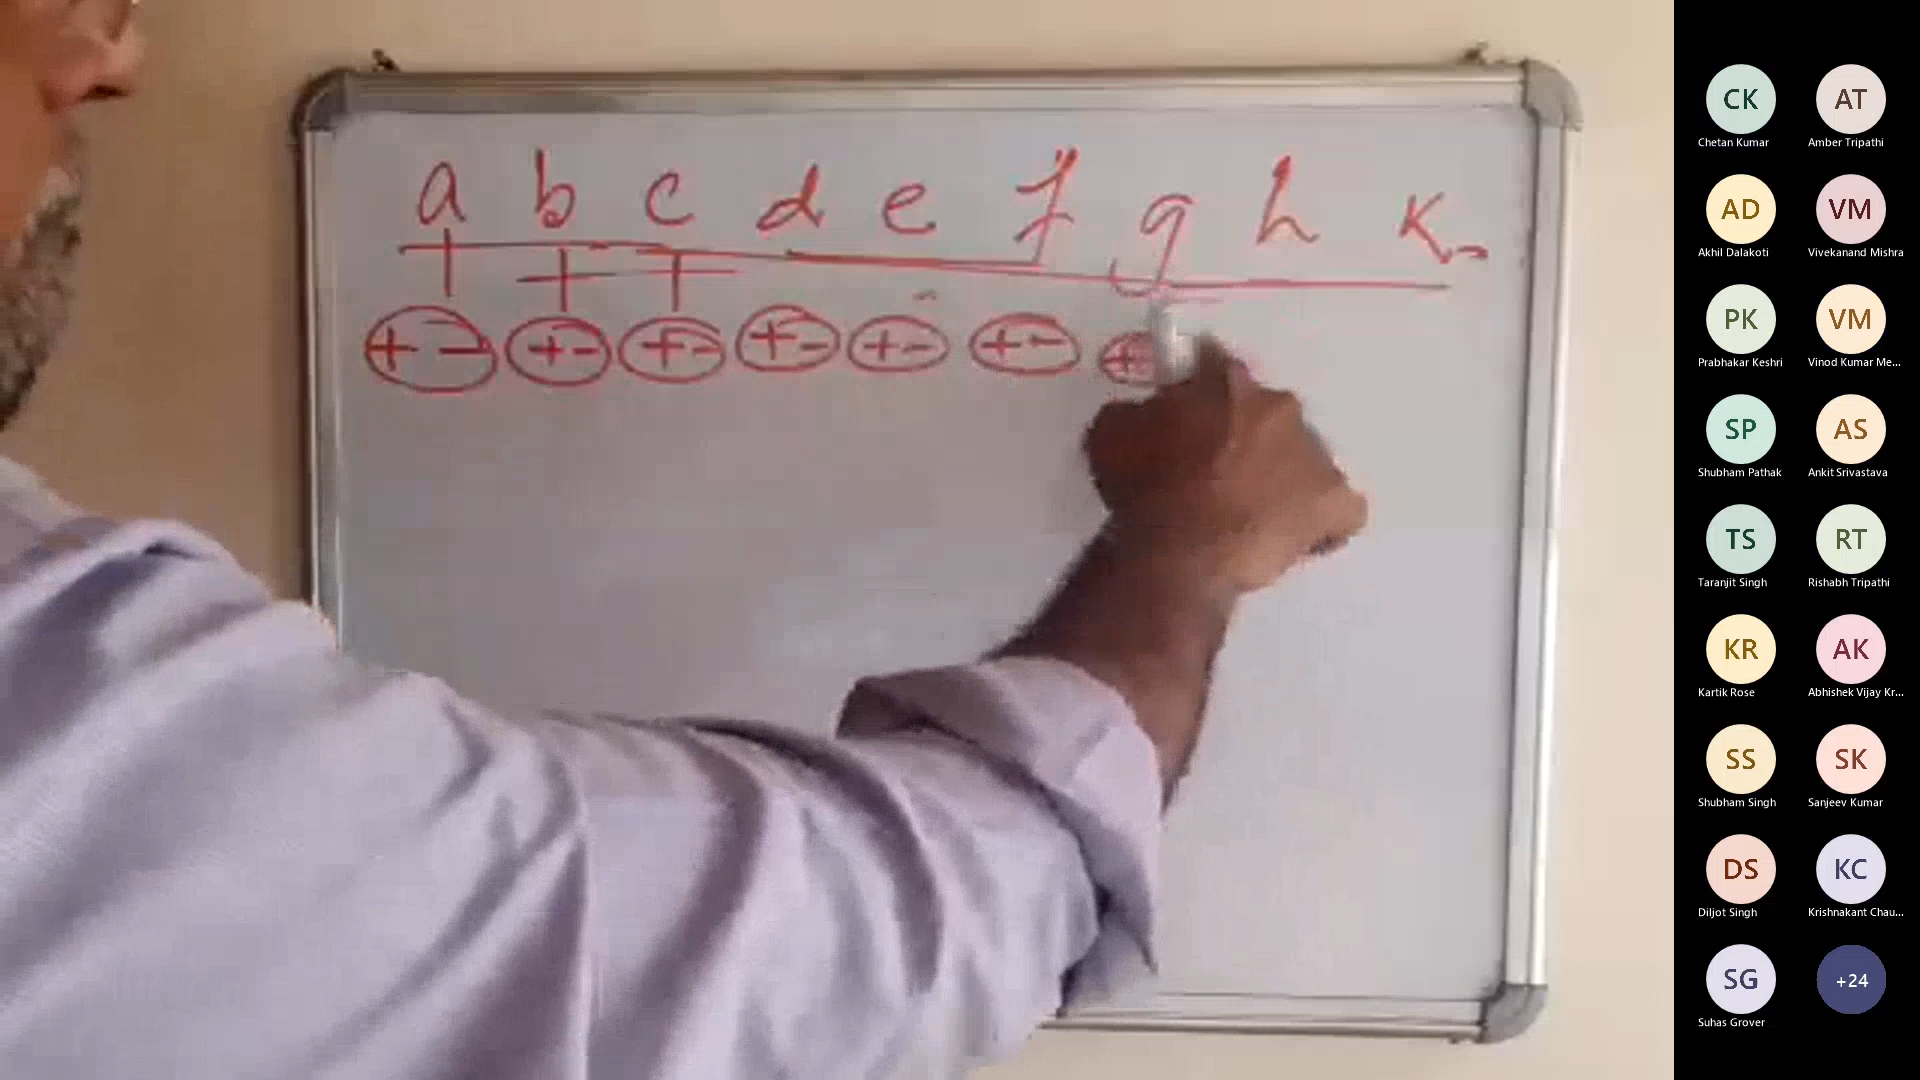 a b c d e f g h K
+ - + - + - + - + - + -
CK AT
Chetan Kumar Amber Tripathi
AD VM
Akhil Dalakoti Vivekanand Mishra
PK VM
Prabhakar Keshri Vinod Kumar Me...
SP AS
Shubham Pathak Ankit Srivastava
TS RT
Taranjit Singh Rishabh Tripathi
KR AK
Kartik Rose Abhishek Vijay Kr...
SS SK
Shubham Singh Sanjeev Kumar
DS KC
Diljot Singh Krishnakant Chau...
SG +24
Suhas Grover